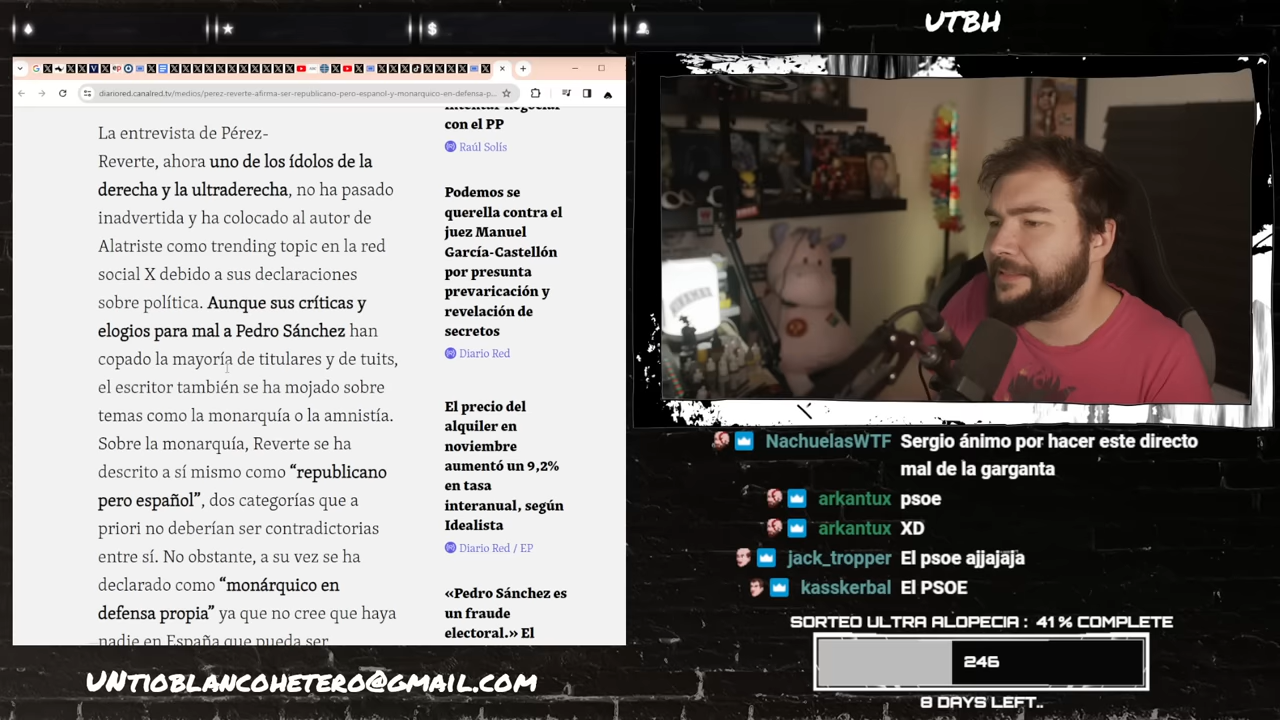 UTBH
diariored.canalred.tv/medios/perez-reverte-afirma-ser-republicano-pero-espanol-y-monarquico-en-defensa-p...
La entrevista de Pérez-
Reverte, ahora uno de los ídolos de la
derecha y la ultraderecha, no ha pasado
inadvertida y ha colocado al autor de
Alatriste como trending topic en la red
social X debido a sus declaraciones
sobre política. Aunque sus críticas y
elogios para mal a Pedro Sánchez han
copado la mayoría de titulares y de tuits,
el escritor también se ha mojado sobre
temas como la monarquía o la amnistía.
Sobre la monarquía, Reverte se ha
descrito a sí mismo como “republicano
pero español”, dos categorías que a
priori no deberían ser contradictorias
entre sí. No obstante, a su vez se ha
declarado como “monárquico en
defensa propia” ya que no cree que haya
nadie en España que pueda ser
intentar negociar
con el PP
Raúl Solís
Podemos se
querella contra el
juez Manuel
García-Castellón
por presunta
prevaricación y
revelación de
secretos
Diario Red
El precio del
alquiler en
noviembre
aumentó un 9,2%
en tasa
interanual, según
Idealista
Diario Red / EP
«Pedro Sánchez es
un fraude
electoral.» El
NachuelasWTF Sergio ánimo por hacer este directo
mal de la garganta
arkantux psoe
arkantux XD
jack_tropper El psoe ajjajaja
kasskerbal El PSOE
SORTEO ULTRA ALOPECIA : 41% COMPLETE
246
8 DAYS LEFT..
UNTIOBLANCOHETERO@GMAIL.COM